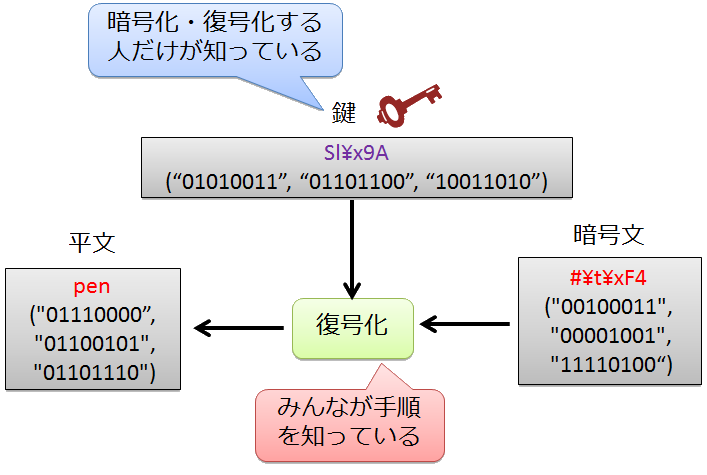 暗号化・復号化する
人だけが知っている
鍵
Sl¥x9A
(“01010011”, “01101100”, “10011010”)
平文
pen
("01110000”,
"01100101",
"01101110")
復号化
暗号文
#¥t¥xF4
("00100011",
"00001001",
"11110100“)
みんなが手順
を知っている